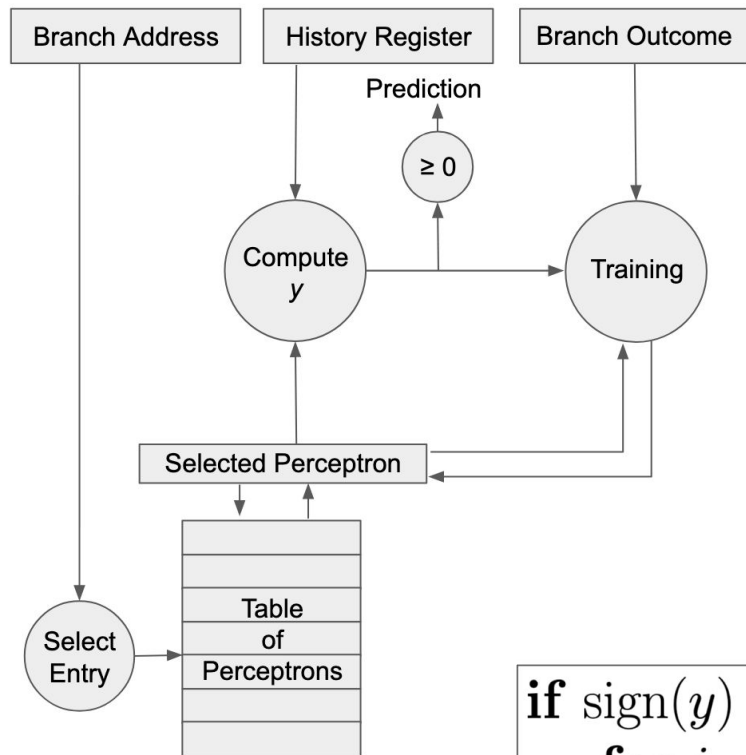 Branch Address
History Register
Branch Outcome
Prediction
≥ 0
Compute
y
Training
Selected Perceptron
Table
of
Perceptrons
Select
Entry
if sign(y)